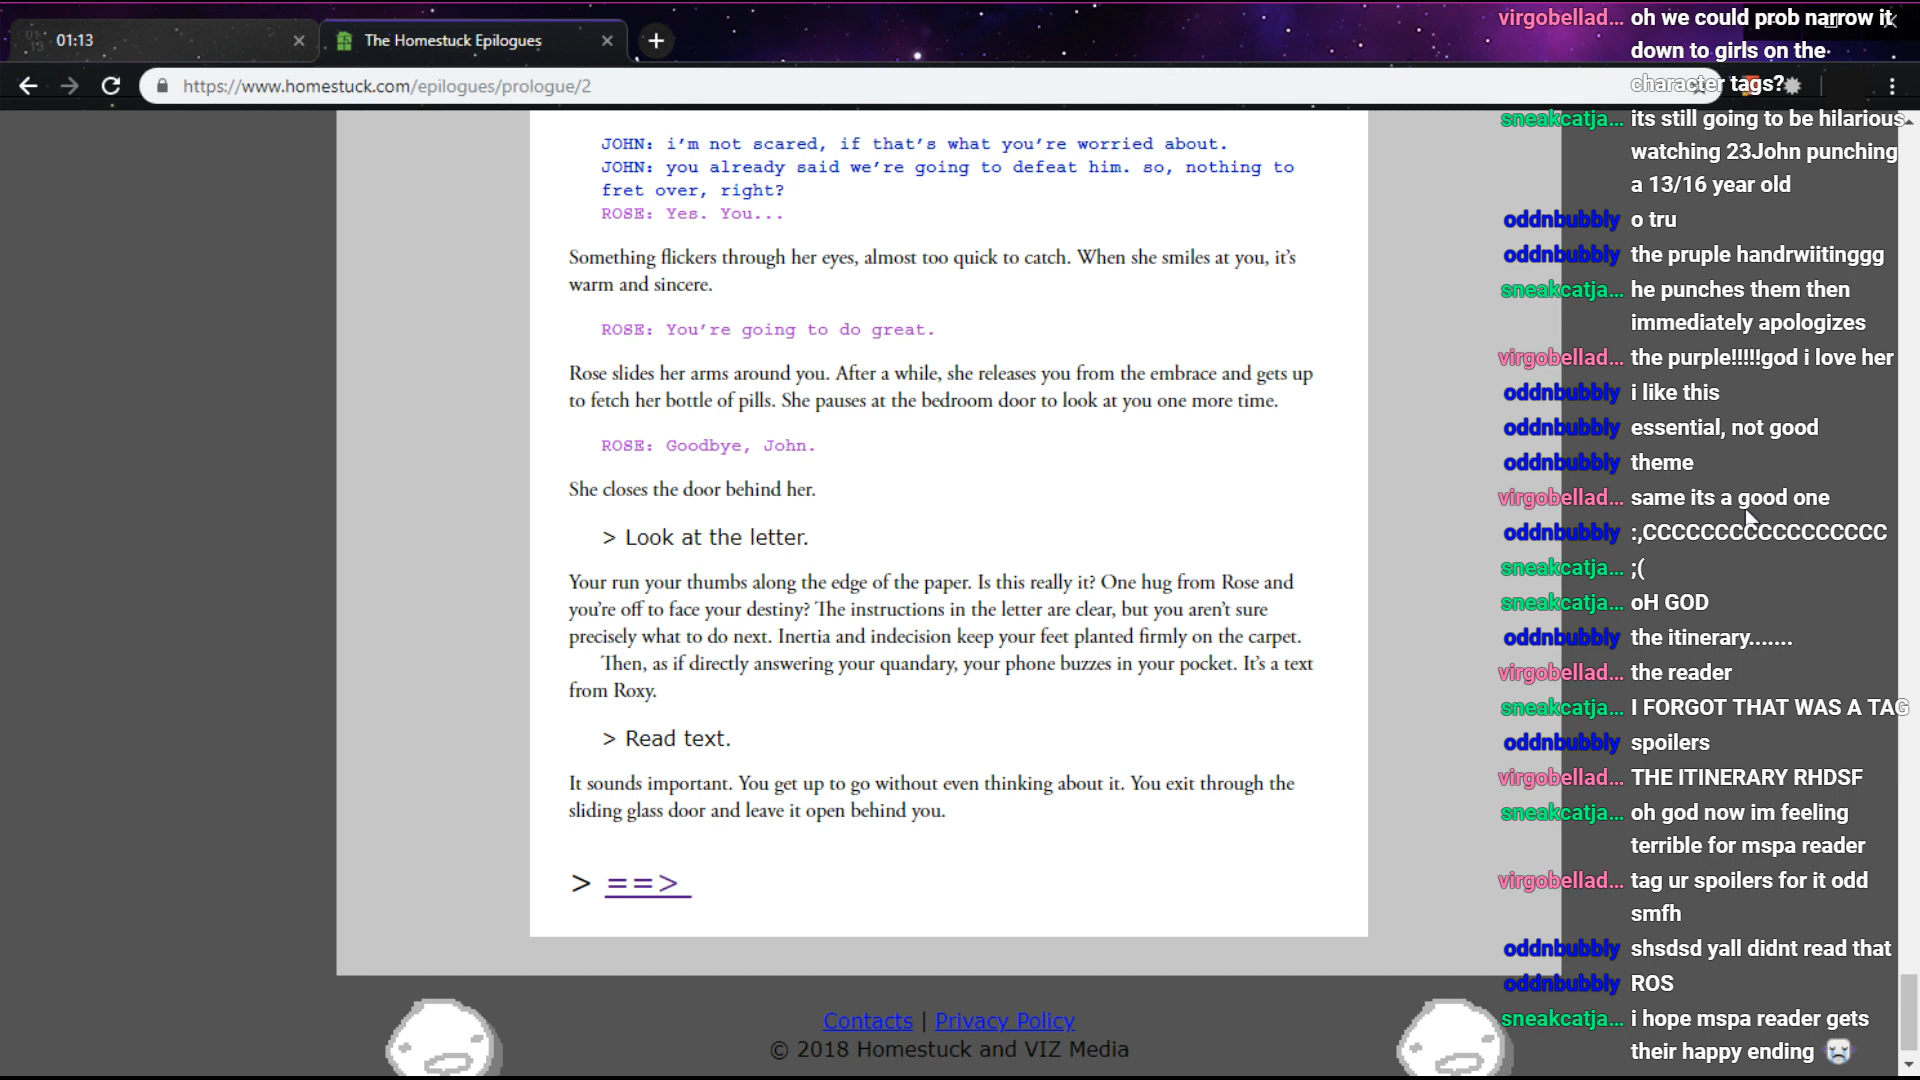 01:13
The Homestuck Epilogues
https://www.homestuck.com/epilogues/prologue/2
JOHN: i'm not scared, if that's what you're worried about.
JOHN: you already said we're going to defeat him. so, nothing to
fret over, right?
ROSE: Yes. You...
Something flickers through her eyes, almost too quick to catch. When she smiles at you, it's
warm and sincere.
ROSE: You're going to do great.
Rose slides her arms around you. After a while, she releases you from the embrace and gets up
to fetch her bottle of pills. She pauses at the bedroom door to look at you one more time.
ROSE: Goodbye, John.
She closes the door behind her.
> Look at the letter.
Your run your thumbs along the edge of the paper. Is this really it? One hug from Rose and
you're off to face your destiny? The instructions in the letter are clear, but you aren't sure
precisely what to do next. Inertia and indecision keep your feet planted firmly on the carpet.
Then, as if directly answering your quandary, your phone buzzes in your pocket. It's a text
from Roxy.
> Read text.
It sounds important. You get up to go without even thinking about it. You exit through the
sliding glass door and leave it open behind you.
> ==>
Contacts | Privacy Policy
© 2018 Homestuck and VIZ Media
virgobellad... oh we could prob narrow it
down to girls on the
character tags?
sneakcatja... its still going to be hilarious
watching 23John punching
a 13/16 year old
oddnbubbly o tru
oddnbubbly the pruple handrwiitinggg
sneakcatja... he punches them then
immediately apologizes
virgobellad... the purple!!!!!god i love her
oddnbubbly i like this
oddnbubbly essential, not good
oddnbubbly theme
virgobellad... same its a good one
oddnbubbly :,CCCCCCCCCCCCCCCCC
sneakcatja... ;(
sneakcatja... oH GOD
oddnbubbly the itinerary.......
virgobellad... the reader
sneakcatja... I FORGOT THAT WAS A TAG
oddnbubbly spoilers
virgobellad... THE ITINERARY RHDSF
sneakcatja... oh god now im feeling
terrible for mspa reader
virgobellad... tag ur spoilers for it odd
smfh
oddnbubbly shsdsd yall didnt read that
oddnbubbly ROS
sneakcatja... i hope mspa reader gets
their happy ending